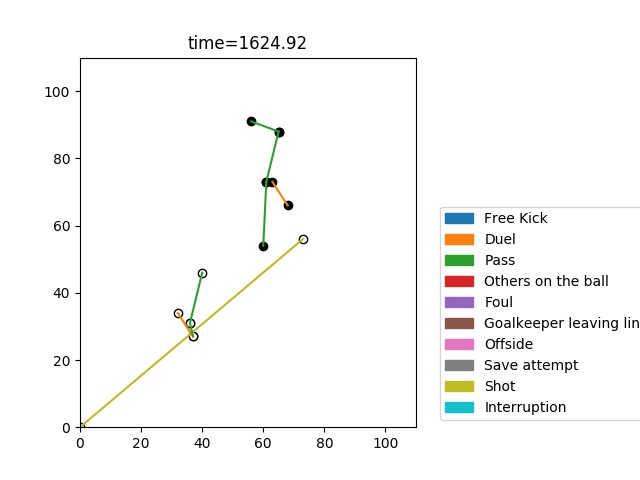 time=1624.92
100
80
60
40
20
0
0 20 40 60 80 100
Free Kick
Duel
Pass
Others on the ball
Foul
Goalkeeper leaving lin
Offside
Save attempt
Shot
Interruption